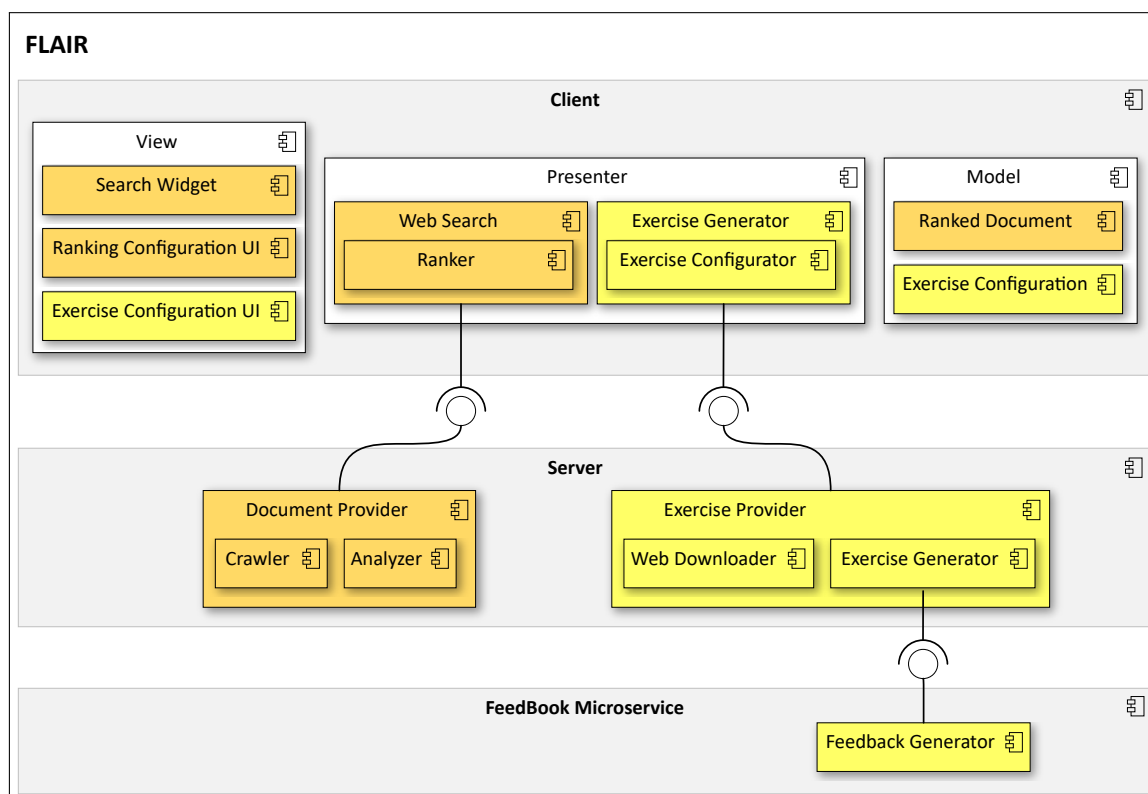 FLAIR
Client
View
Search Widget
Ranking Configuration UI
Exercise Configuration UI
Presenter
Web Search
Ranker
Exercise Generator
Exercise Configurator
Model
Ranked Document
Exercise Configuration
Server
Document Provider
Crawler
Analyzer
Exercise Provider
Web Downloader
Exercise Generator
FeedBook Microservice
Feedback Generator